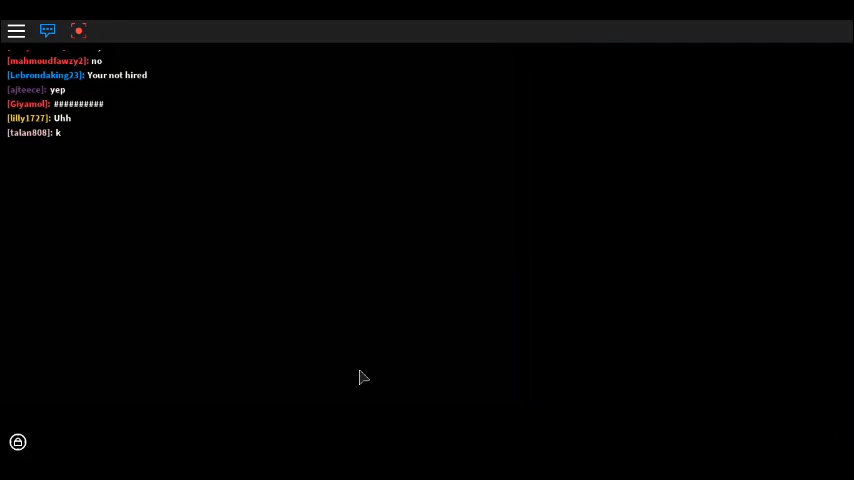 [mahmoudfawzy2]: no
[Lebrondaking23]: Your not hired
[ajteece]: yep
[Giyamol]: ##########
[lilly1727]: Uhh
[talan808]: k